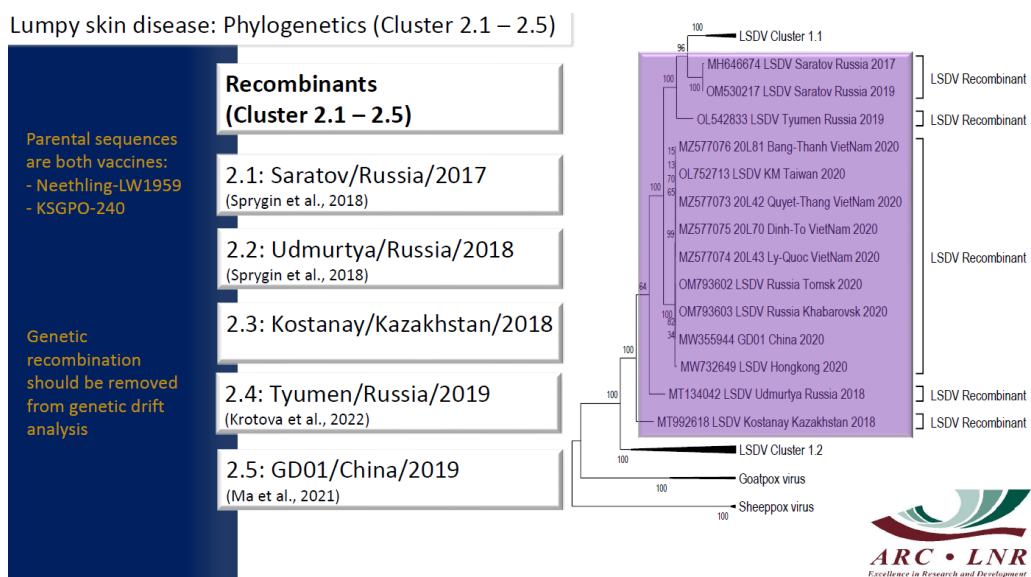 Lumpy skin disease: Phylogenetics (Cluster 2.1 – 2.5)
Parental sequences
are both vaccines:
- Neethling-LW1959
- KSGPO-240
Genetic
recombination
should be removed
from genetic drift
analysis
Recombinants
(Cluster 2.1 – 2.5)
2.1: Saratov/Russia/2017
(Sprygin et al., 2018)
2.2: Udmurtya/Russia/2018
(Sprygin et al., 2018)
2.3: Kostanay/Kazakhstan/2018
2.4: Tyumen/Russia/2019
(Krotova et al., 2022)
2.5: GD01/China/2019
(Ma et al., 2021)
100
LSDV Cluster 1.1
96
MH646674 LSDV Saratov Russia 2017
100
100
OM530217 LSDV Saratov Russia 2019
LSDV Recombinant
OL542833 LSDV Tyumen Russia 2019
LSDV Recombinant
15
MZ577076 20L81 Bang-Thanh VietNam 2020
13
70
OL752713 LSDV KM Taiwan 2020
100
65
MZ577073 20L42 Quyet-Thang VietNam 2020
MZ577075 20L70 Dinh-To VietNam 2020
99
MZ577074 20L43 Ly-Quoc VietNam 2020
LSDV Recombinant
64
OM793602 LSDV Russia Tomsk 2020
OM793603 LSDV Russia Khabarovsk 2020
82
34
MW355944 GD01 China 2020
100
MW732649 LSDV Hongkong 2020
MT134042 LSDV Udmurtya Russia 2018
LSDV Recombinant
100
MT992618 LSDV Kostanay Kazakhstan 2018
LSDV Recombinant
LSDV Cluster 1.2
100
100
Goatpox virus
100
Sheeppox virus
100
ARC • LNR
Excellence in Research and Development